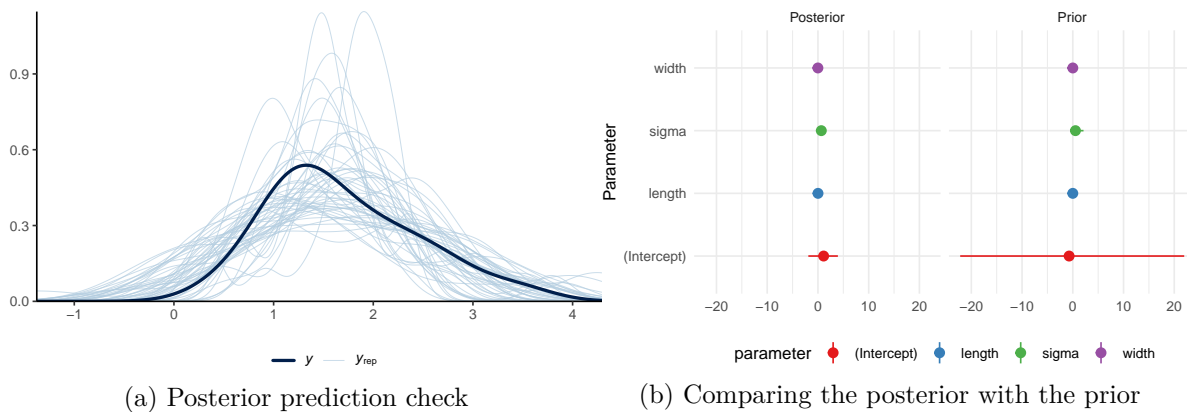 0.9
0.6
0.3
0.0
−1 0 1 2 3 4
y yrep
(a) Posterior prediction check
Posterior Prior
Parameter
width
sigma
length
(Intercept)
−20 −10 0 10 20 −20 −10 0 10 20
parameter (Intercept) length sigma width
(b) Comparing the posterior with the prior